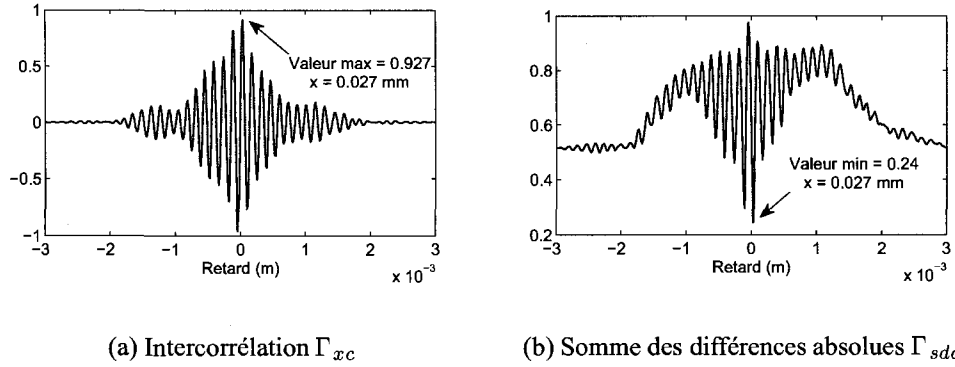 1
0.5
0
−0.5
−1
Valeur max = 0.927
x = 0.027 mm
−3 −2 −1 0 1 2 3
Retard (m)
x 10⁻³
(a) Intercorrélation Γxc
1
0.8
0.6
0.4
0.2
Valeur min = 0.24
x = 0.027 mm
−3 −2 −1 0 1 2 3
Retard (m)
x 10⁻³
(b) Somme des différences absolues Γsda